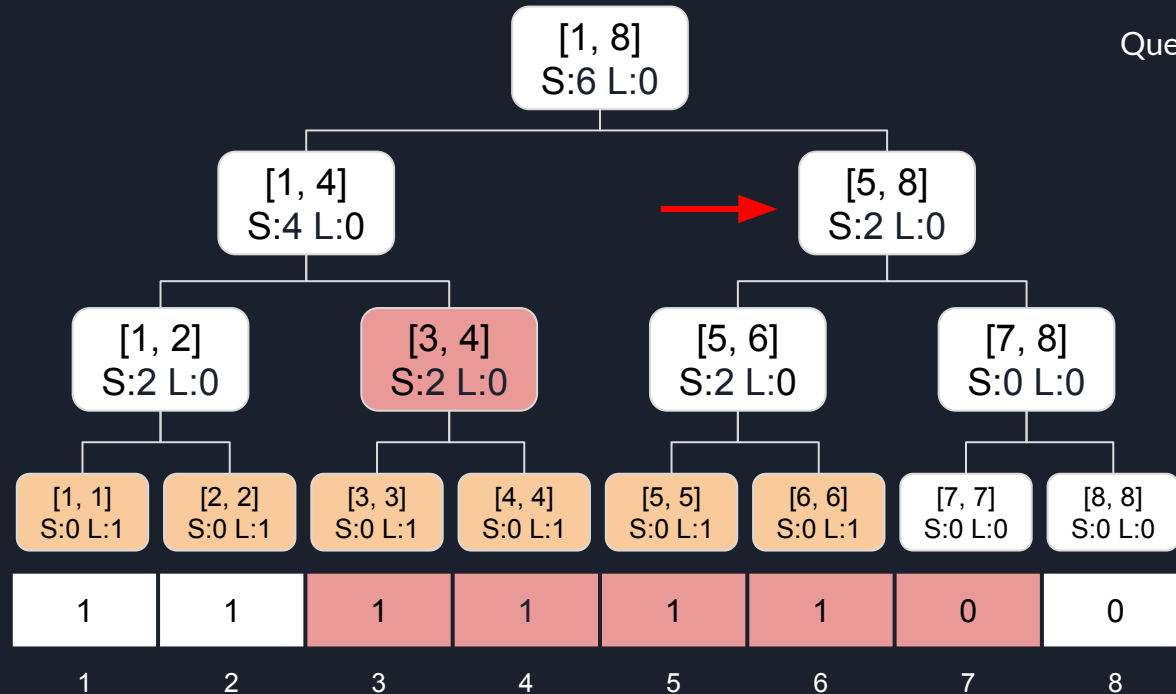 [1, 8]
S:6 L:0
Que
[1, 4]
S:4 L:0
[5, 8]
S:2 L:0
[1, 2]
S:2 L:0
[3, 4]
S:2 L:0
[5, 6]
S:2 L:0
[7, 8]
S:0 L:0
[1, 1]
S:0 L:1
[2, 2]
S:0 L:1
[3, 3]
S:0 L:1
[4, 4]
S:0 L:1
[5, 5]
S:0 L:1
[6, 6]
S:0 L:1
[7, 7]
S:0 L:0
[8, 8]
S:0 L:0
1 1 1 1 1 1 0 0
1 2 3 4 5 6 7 8